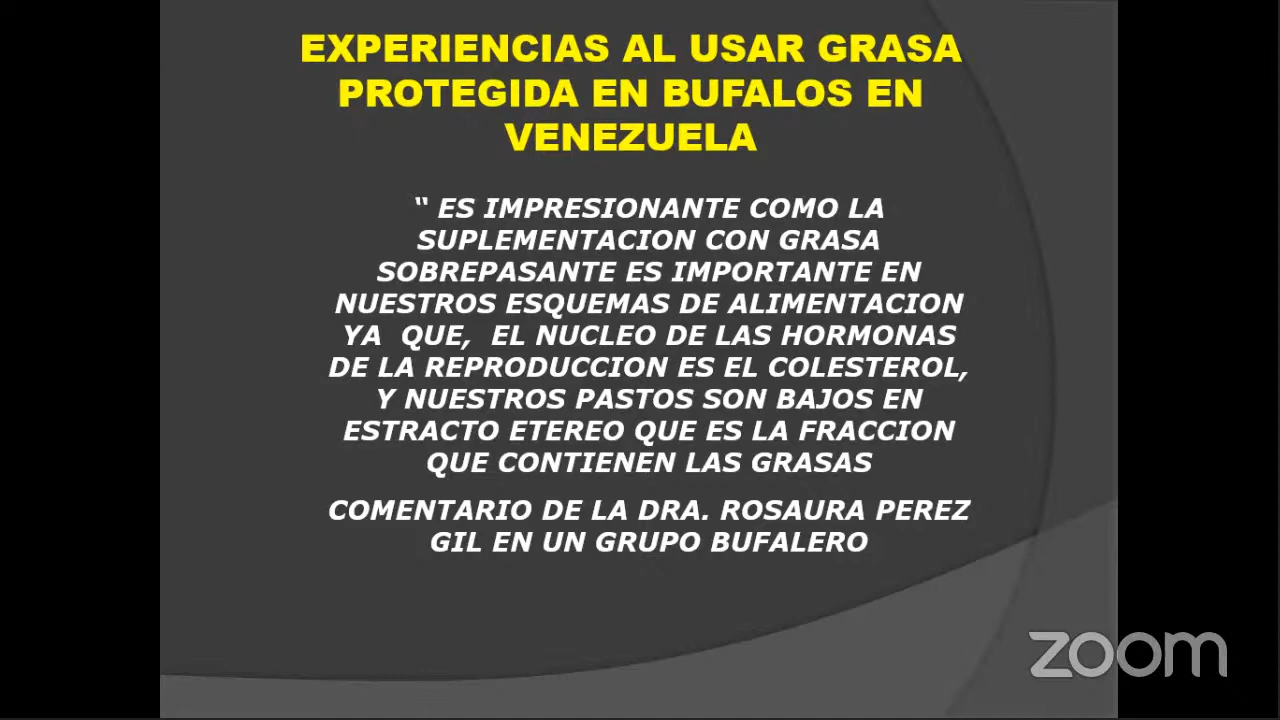 EXPERIENCIAS AL USAR GRASA
PROTEGIDA EN BUFALOS EN
VENEZUELA
“ ES IMPRESIONANTE COMO LA
SUPLEMENTACION CON GRASA
SOBREPASANTE ES IMPORTANTE EN
NUESTROS ESQUEMAS DE ALIMENTACION
YA QUE, EL NUCLEO DE LAS HORMONAS
DE LA REPRODUCCION ES EL COLESTEROL,
Y NUESTROS PASTOS SON BAJOS EN
ESTRACTO ETEREO QUE ES LA FRACCION
QUE CONTIENEN LAS GRASAS
COMENTARIO DE LA DRA. ROSAURA PEREZ
GIL EN UN GRUPO BUFALERO
zoom